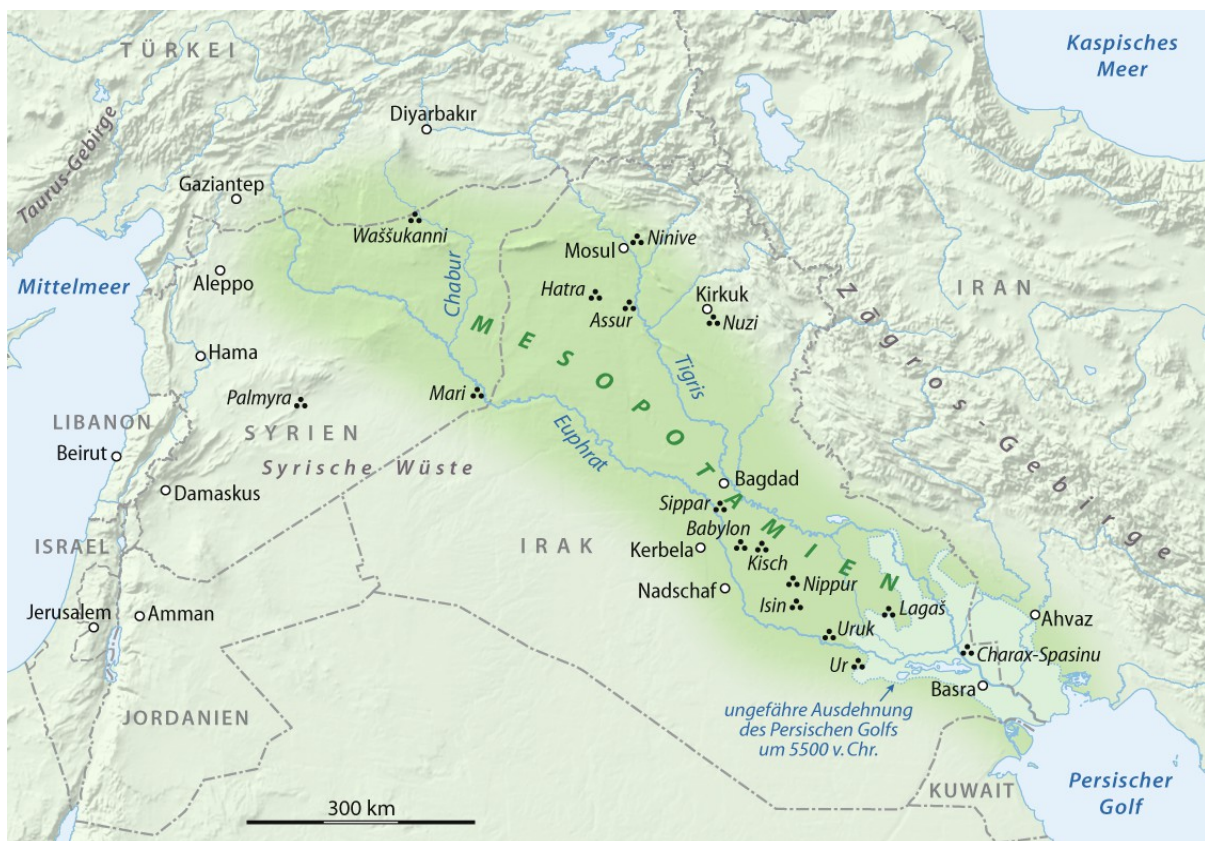 TÜRKEI
Kaspisches
Meer
Diyarbakır
Taurus-Gebirge
Gaziantep
Waššukanni
Mosul
Ninive
Mittelmeer
Aleppo
Chabur
Hatra
Assur
Kirkuk
Nuzi
IRAN
Zāgros-Gebirge
MESOPOTAMIEN
Hama
Tigris
Palmyra
Mari
LIBANON
SYRIEN
Euphrat
Beirut
Syrische Wüste
Bagdad
Damaskus
Sippar
Babylon
ISRAEL
IRAK
Kerbela
Kisch
Nippur
Nadschaf
Isin
Lagaš
Jerusalem
Amman
Uruk
Ahvaz
Ur
Charax-Spasinu
Basra
JORDANIEN
ungefähre Ausdehnung
des Persischen Golfs
um 5500 v. Chr.
KUWAIT
Persischer
Golf
300 km